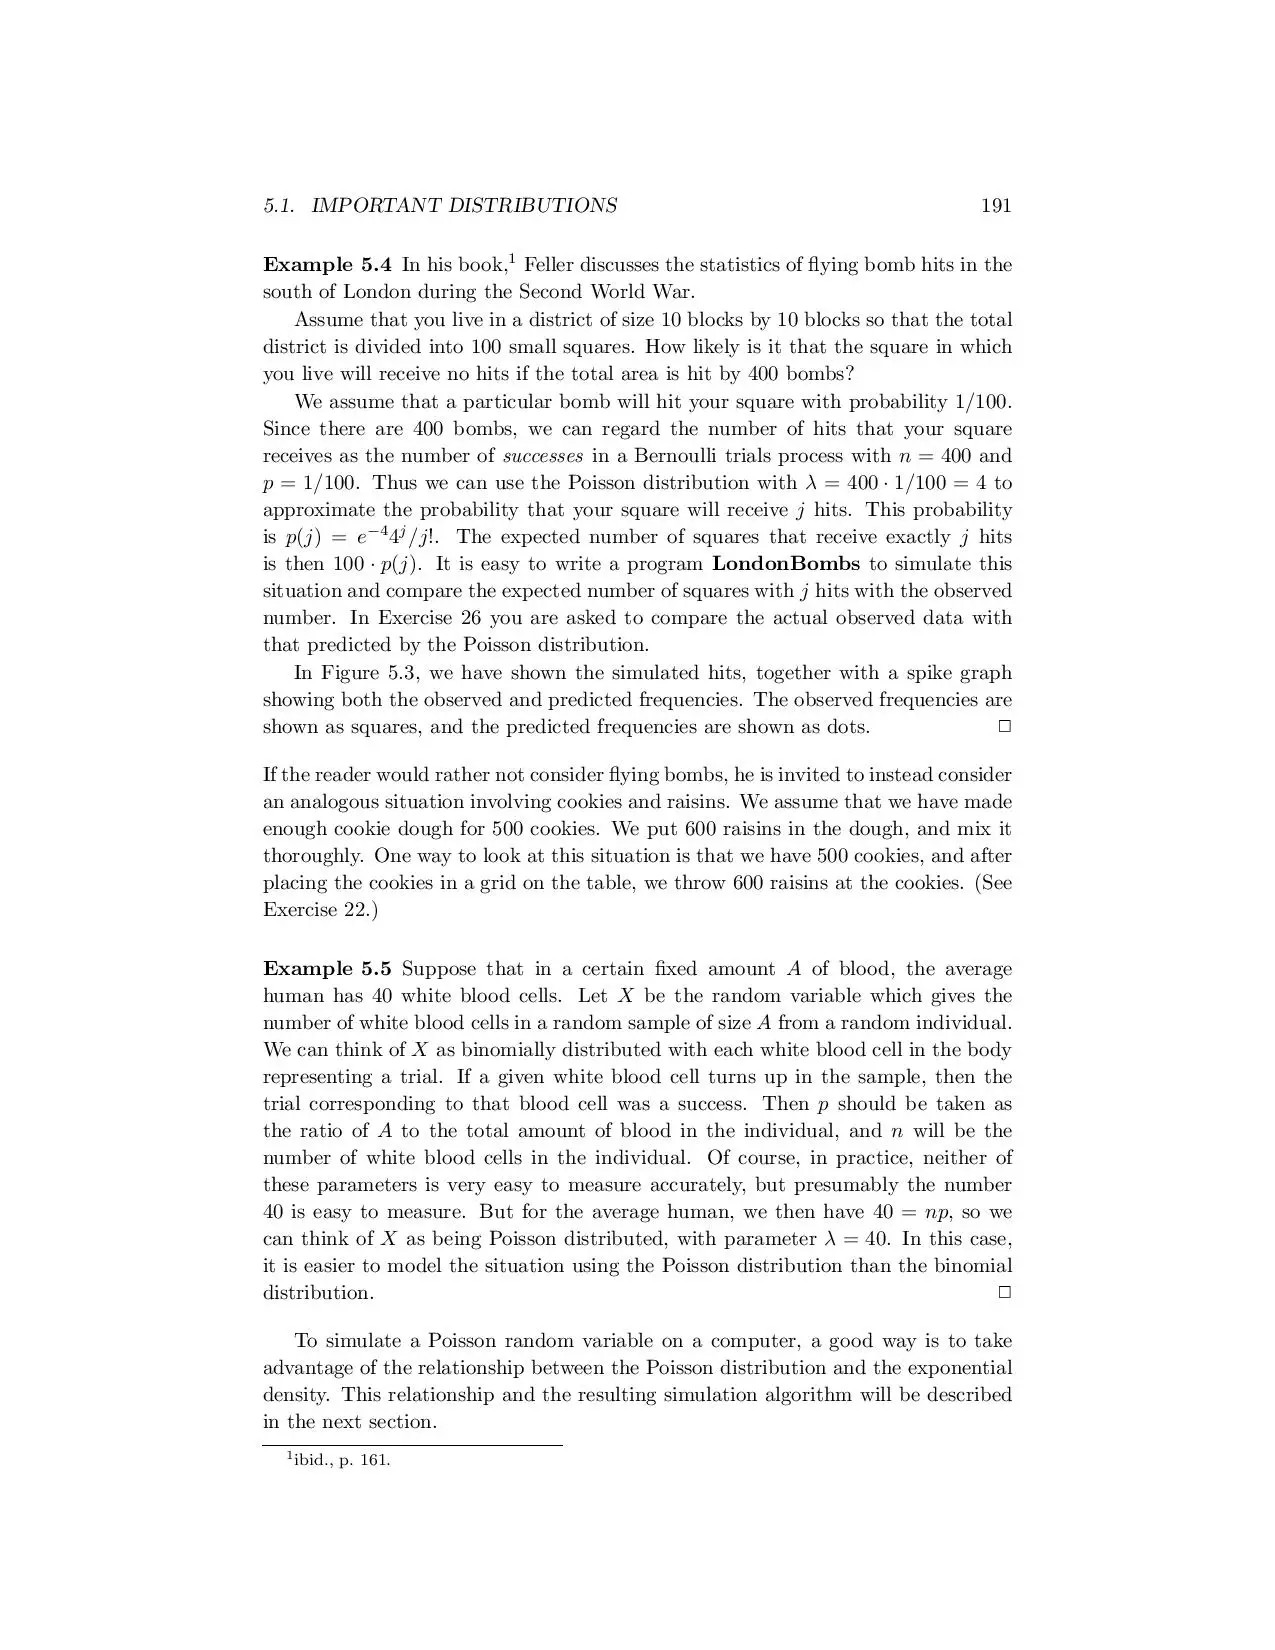 5.1. IMPORTANT DISTRIBUTIONS 191
Example 5.4 In his book,¹ Feller discusses the statistics of flying bomb hits in the
south of London during the Second World War.
Assume that you live in a district of size 10 blocks by 10 blocks so that the total
district is divided into 100 small squares. How likely is it that the square in which
you live will receive no hits if the total area is hit by 400 bombs?
We assume that a particular bomb will hit your square with probability 1/100.
Since there are 400 bombs, we can regard the number of hits that your square
receives as the number of successes in a Bernoulli trials process with n = 400 and
p = 1/100. Thus we can use the Poisson distribution with λ = 400 · 1/100 = 4 to
approximate the probability that your square will receive j hits. This probability
is p(j) = e⁻⁴4ʲ/j!. The expected number of squares that receive exactly j hits
is then 100 · p(j). It is easy to write a program LondonBombs to simulate this
situation and compare the expected number of squares with j hits with the observed
number. In Exercise 26 you are asked to compare the actual observed data with
that predicted by the Poisson distribution.
In Figure 5.3, we have shown the simulated hits, together with a spike graph
showing both the observed and predicted frequencies. The observed frequencies are
shown as squares, and the predicted frequencies are shown as dots. □
If the reader would rather not consider flying bombs, he is invited to instead consider
an analogous situation involving cookies and raisins. We assume that we have made
enough cookie dough for 500 cookies. We put 600 raisins in the dough, and mix it
thoroughly. One way to look at this situation is that we have 500 cookies, and after
placing the cookies in a grid on the table, we throw 600 raisins at the cookies. (See
Exercise 22.)
Example 5.5 Suppose that in a certain fixed amount A of blood, the average
human has 40 white blood cells. Let X be the random variable which gives the
number of white blood cells in a random sample of size A from a random individual.
We can think of X as binomially distributed with each white blood cell in the body
representing a trial. If a given white blood cell turns up in the sample, then the
trial corresponding to that blood cell was a success. Then p should be taken as
the ratio of A to the total amount of blood in the individual, and n will be the
number of white blood cells in the individual. Of course, in practice, neither of
these parameters is very easy to measure accurately, but presumably the number
40 is easy to measure. But for the average human, we then have 40 = np, so we
can think of X as being Poisson distributed, with parameter λ = 40. In this case,
it is easier to model the situation using the Poisson distribution than the binomial
distribution. □
To simulate a Poisson random variable on a computer, a good way is to take
advantage of the relationship between the Poisson distribution and the exponential
density. This relationship and the resulting simulation algorithm will be described
in the next section.
¹ibid., p. 161.